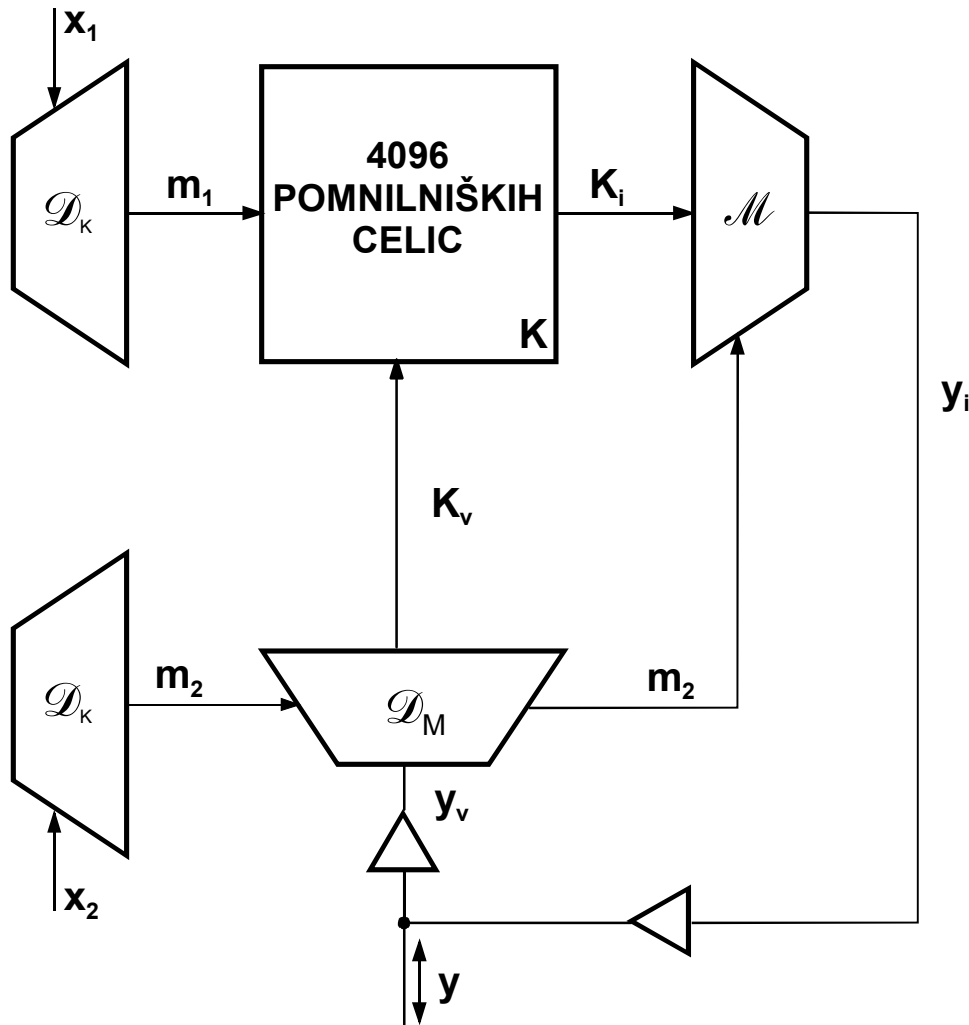 x₁
4096
POMNILNIŠKIH
CELIC
K
𝒟ₖ
m₁
Kᵢ
ℳ
yᵢ
Kᵥ
𝒟ₖ
m₂
𝒟M
m₂
yᵥ
x₂
y